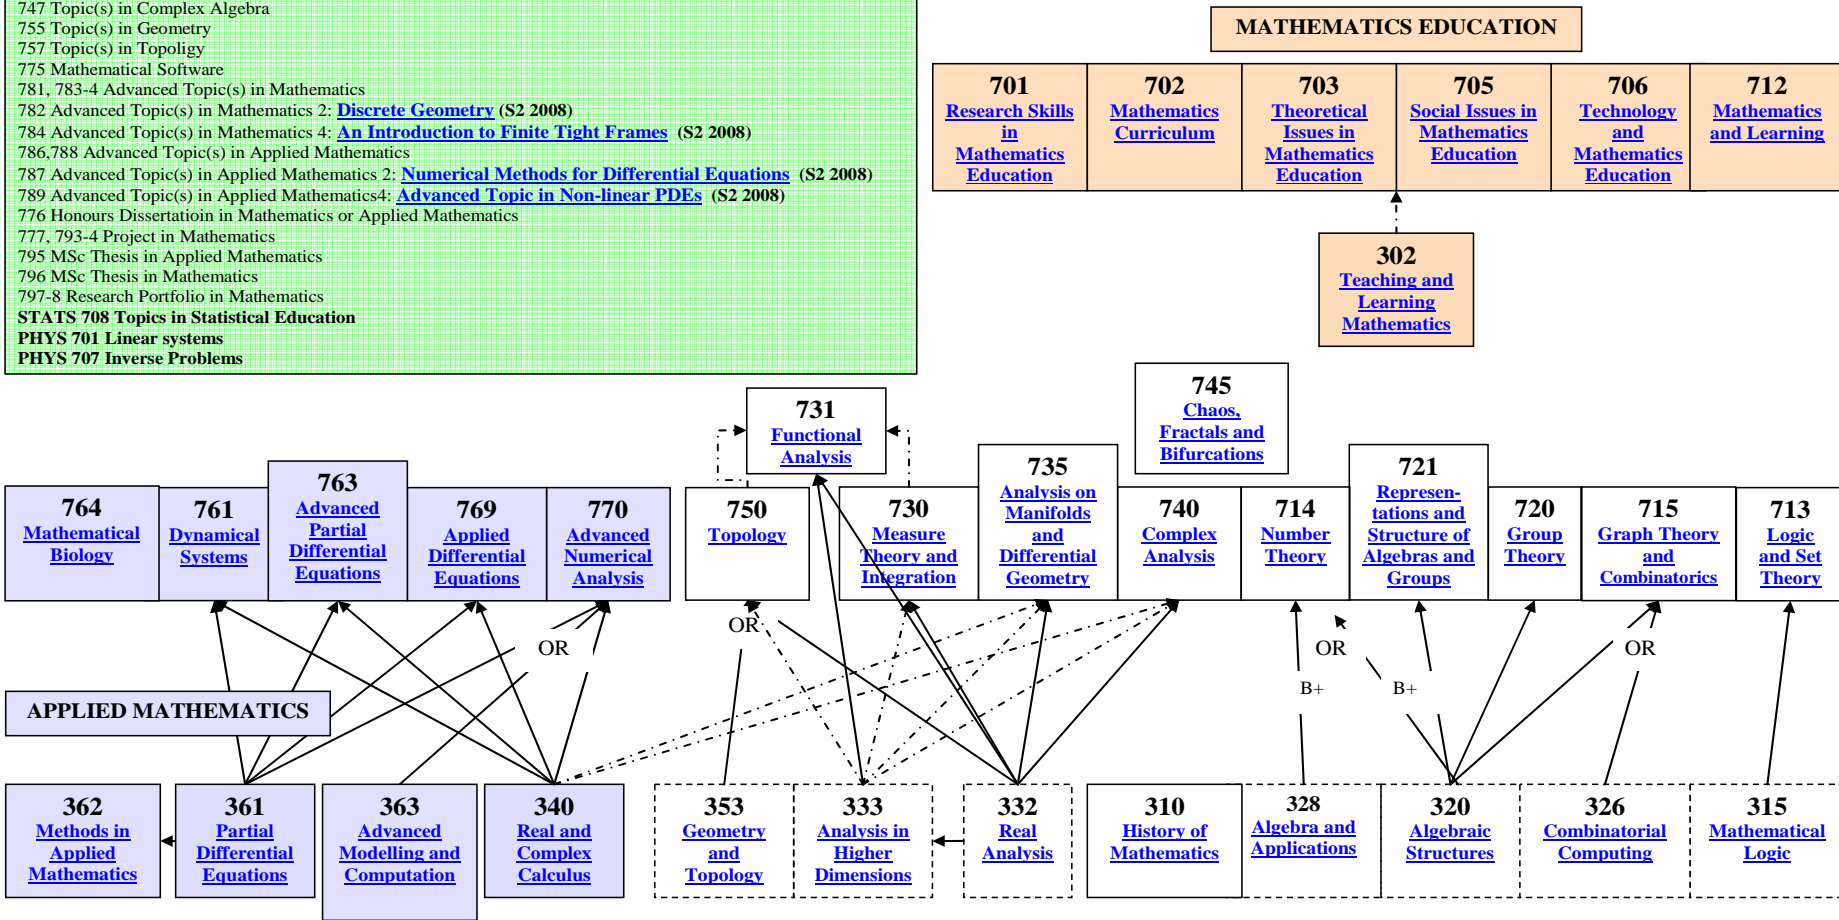 747 Topic(s) in Complex Algebra
755 Topic(s) in Geometry
757 Topic(s) in Topoligy
775 Mathematical Software
781, 783-4 Advanced Topic(s) in Mathematics
782 Advanced Topic(s) in Mathematics 2: Discrete Geometry (S2 2008)
784 Advanced Topic(s) in Mathematics 4: An Introduction to Finite Tight Frames (S2 2008)
786,788 Advanced Topic(s) in Applied Mathematics
787 Advanced Topic(s) in Applied Mathematics 2: Numerical Methods for Differential Equations (S2 2008)
789 Advanced Topic(s) in Applied Mathematics4: Advanced Topic in Non-linear PDEs (S2 2008)
776 Honours Dissertatioin in Mathematics or Applied Mathematics
777, 793-4 Project in Mathematics
795 MSc Thesis in Applied Mathematics
796 MSc Thesis in Mathematics
797-8 Research Portfolio in Mathematics
STATS 708 Topics in Statistical Education
PHYS 701 Linear systems
PHYS 707 Inverse Problems
MATHEMATICS EDUCATION
701
Research Skills
in
Mathematics
Education
702
Mathematics
Curriculum
703
Theoretical
Issues in
Mathematics
Education
705
Social Issues in
Mathematics
Education
706
Technology
and
Mathematics
Education
712
Mathematics
and Learning
302
Teaching and
Learning
Mathematics
731
Functional
Analysis
745
Chaos,
Fractals and
Bifurcations
764
Mathematical
Biology
761
Dynamical
Systems
763
Advanced
Partial
Differential
Equations
769
Applied
Differential
Equations
770
Advanced
Numerical
Analysis
750
Topology
730
Measure
Theory and
Integration
735
Analysis on
Manifolds
and
Differential
Geometry
740
Complex
Analysis
714
Number
Theory
721
Represen-
tations and
Structure of
Algebras and
Groups
720
Group
Theory
715
Graph Theory
and
Combinatorics
713
Logic
and Set
Theory
OR
OR
OR
OR
B+
B+
APPLIED MATHEMATICS
362
Methods in
Applied
Mathematics
361
Partial
Differential
Equations
363
Advanced
Modelling and
Computation
340
Real and
Complex
Calculus
353
Geometry
and
Topology
333
Analysis in
Higher
Dimensions
332
Real
Analysis
310
History of
Mathematics
328
Algebra and
Applications
320
Algebraic
Structures
326
Combinatorial
Computing
315
Mathematical
Logic